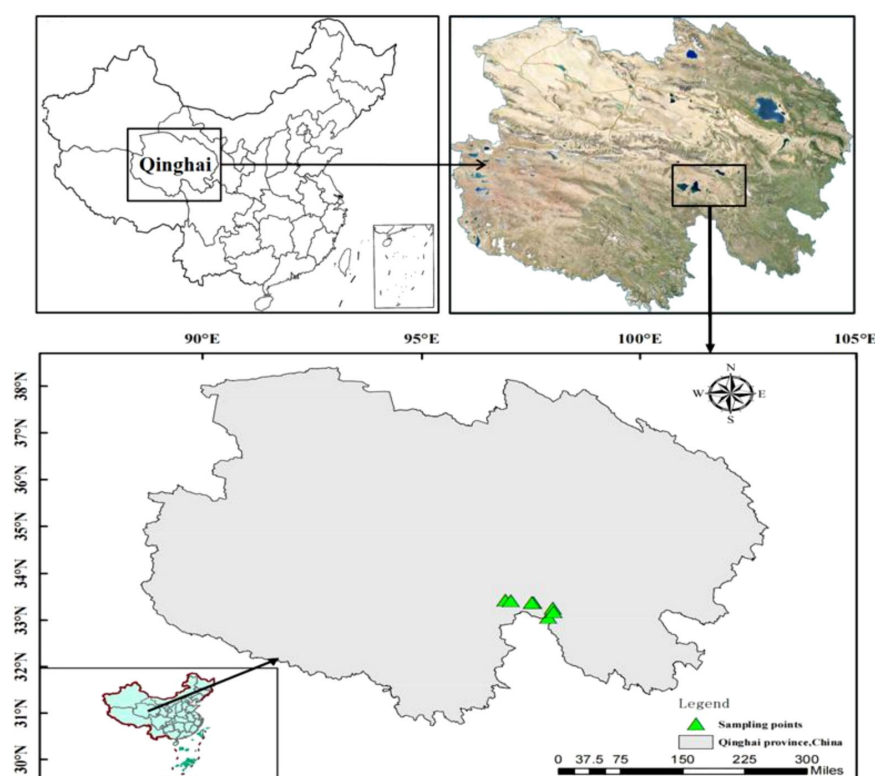 Qinghai
90°E 95°E 100°E 105°E
38°N
37°N
36°N
35°N
34°N
33°N
32°N
31°N
30°N
N
W E
S
Legend
Sampling points
Qinghai province,China
0 37.5 75 150 225 300
Miles